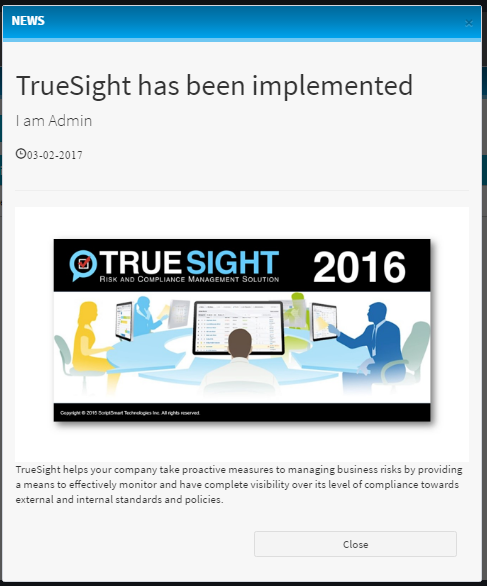 NEWS
×
TrueSight has been implemented
I am Admin
03-02-2017
TRUESIGHT 2016
RISK AND COMPLIANCE MANAGEMENT SOLUTION
Copyright © 2015 ScriptSmart Technologies Inc. All rights reserved.
TrueSight helps your company take proactive measures to managing business risks by providing
a means to effectively monitor and have complete visibility over its level of compliance towards
external and internal standards and policies.
Close